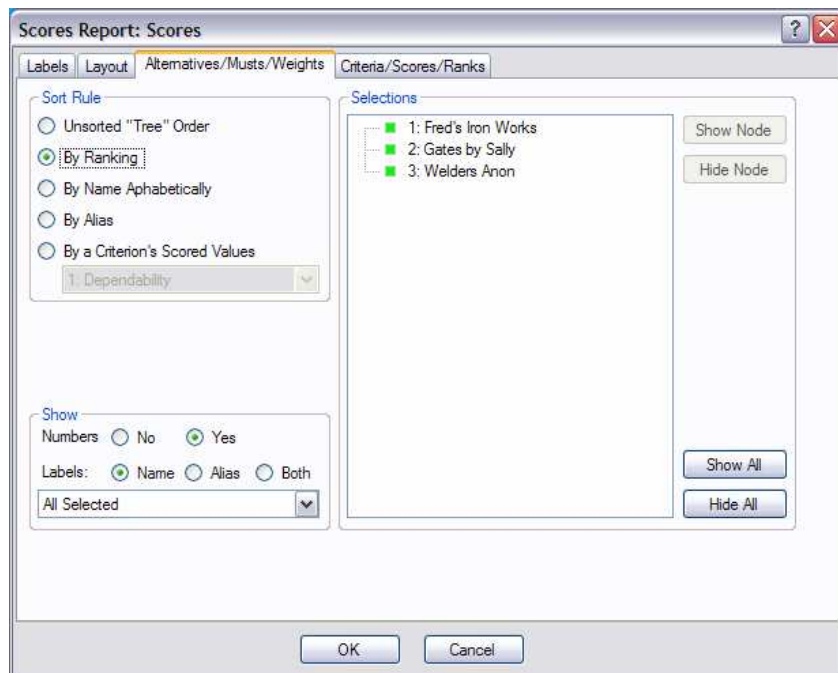 Scores Report: Scores
Labels Layout Alternatives/Musts/Weights Criteria/Scores/Ranks
Sort Rule
Unsorted "Tree" Order
By Ranking
By Name Aphabetically
By Alias
By a Criterion's Scored Values
1: Dependability
Show
Numbers No Yes
Labels: Name Alias Both
All Selected
Selections
1: Fred's Iron Works
2: Gates by Sally
3: Welders Anon
Show Node
Hide Node
Show All
Hide All
OK Cancel